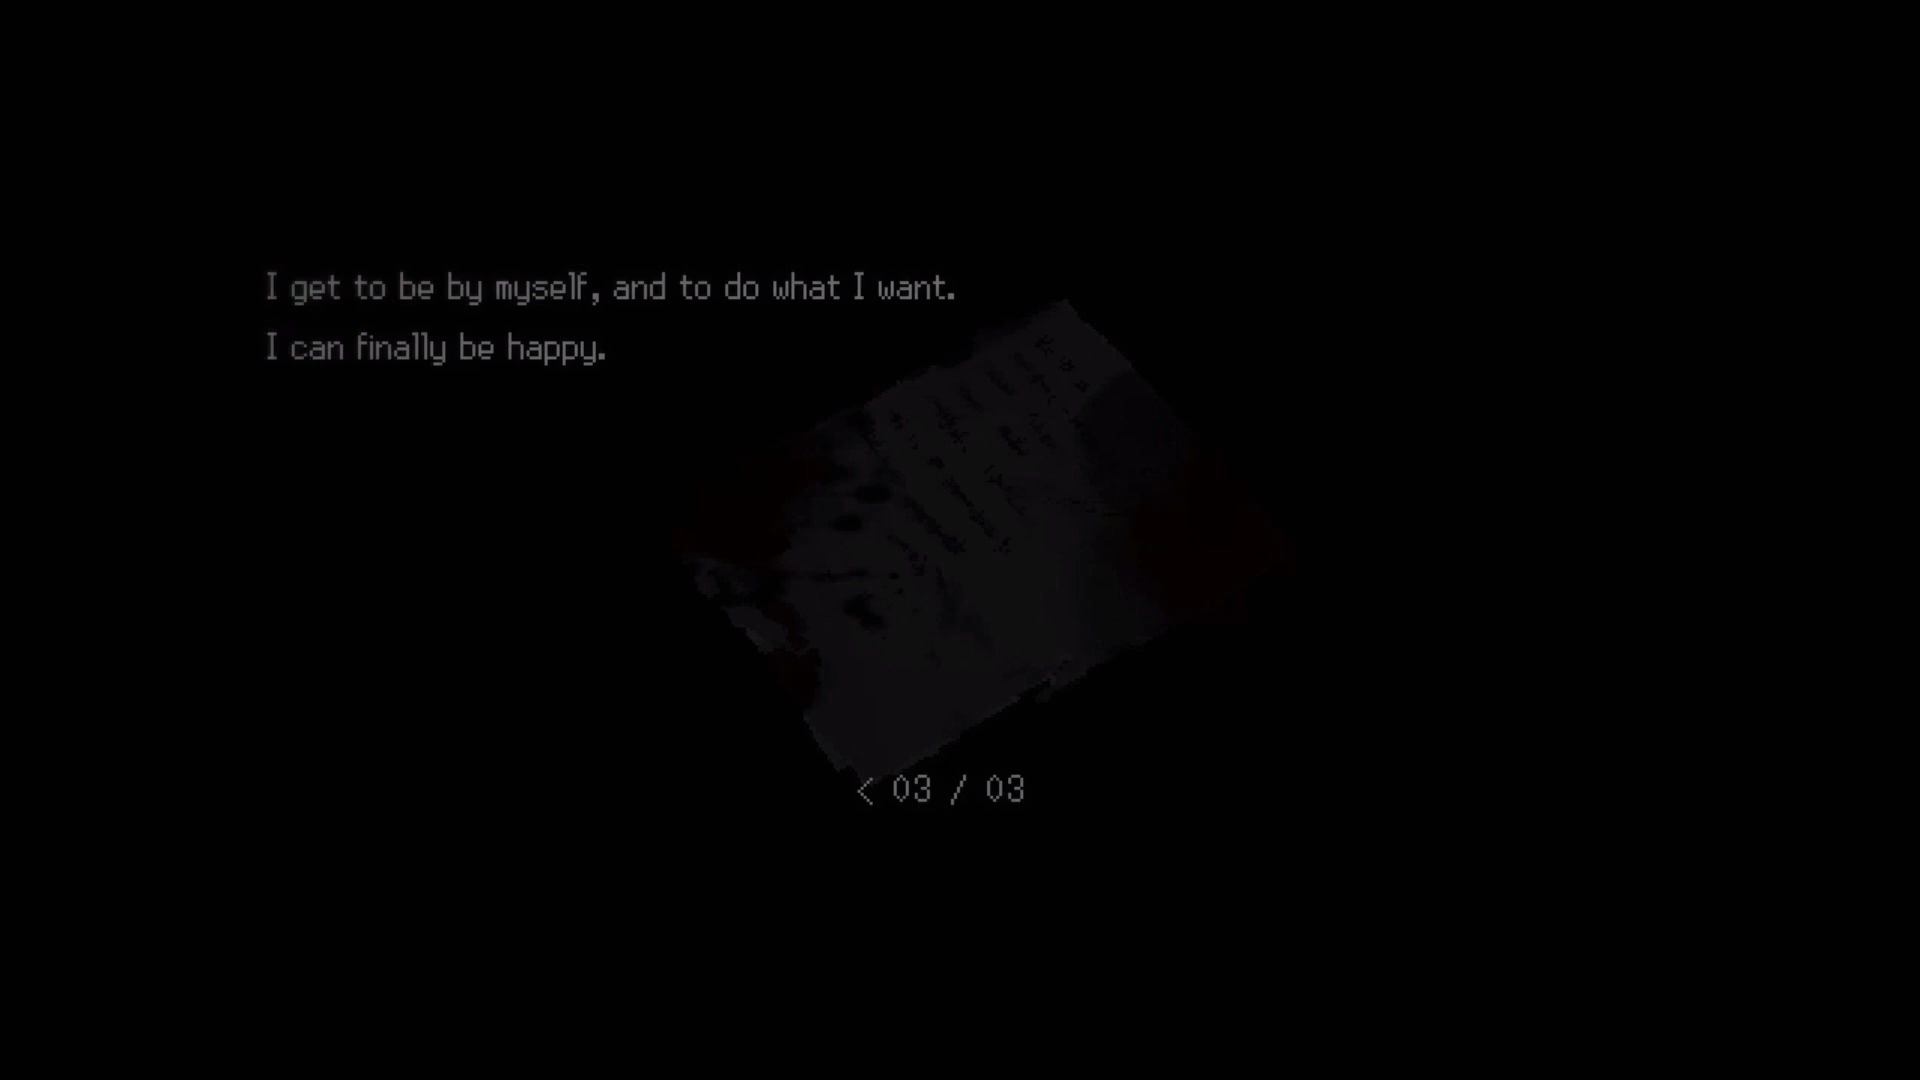 I get to be by myself, and to do what I want.
I can finally be happy.
< 03 / 03